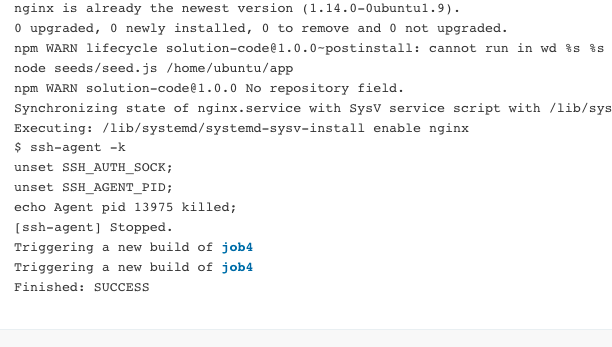 nginx is already the newest version (1.14.0-0ubuntu1.9).
0 upgraded, 0 newly installed, 0 to remove and 0 not upgraded.
npm WARN lifecycle solution-code@1.0.0~postinstall: cannot run in wd %s %s
node seeds/seed.js /home/ubuntu/app
npm WARN solution-code@1.0.0 No repository field.
Synchronizing state of nginx.service with SysV service script with /lib/sys
Executing: /lib/systemd/systemd-sysv-install enable nginx
$ ssh-agent -k
unset SSH_AUTH_SOCK;
unset SSH_AGENT_PID;
echo Agent pid 13975 killed;
[ssh-agent] Stopped.
Triggering a new build of job4
Triggering a new build of job4
Finished: SUCCESS